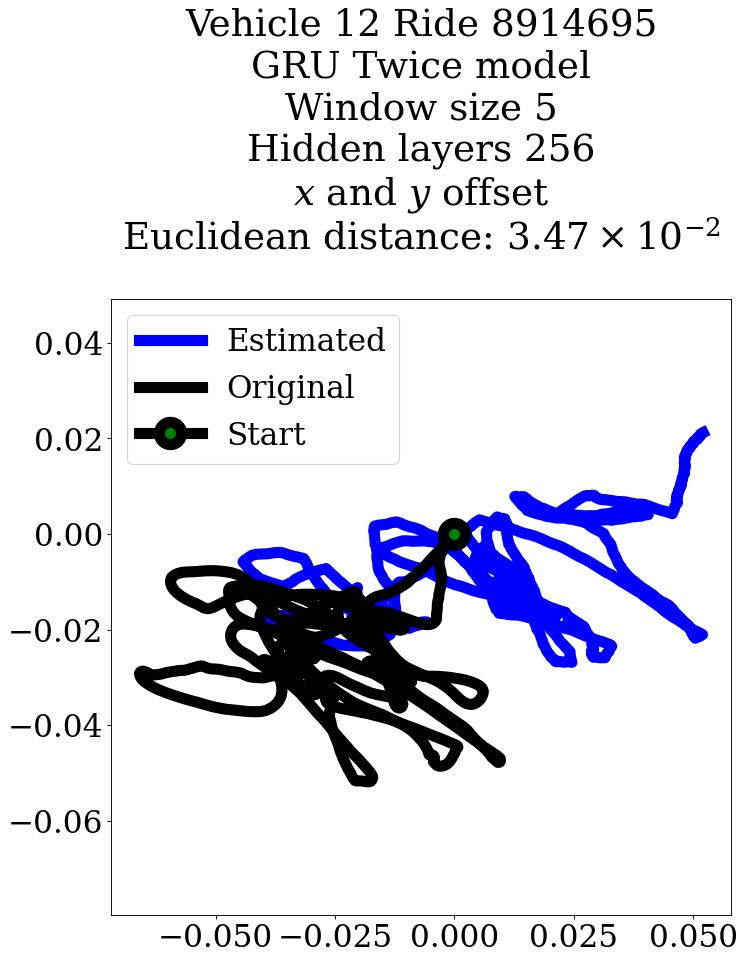 Vehicle 12 Ride 8914695
GRU Twice model
Window size 5
Hidden layers 256
x and y offset
Euclidean distance: 3.47 × 10⁻²
Estimated
Original
Start
0.04
0.02
0.00
−0.02
−0.04
−0.06
−0.050 −0.025 0.000 0.025 0.050